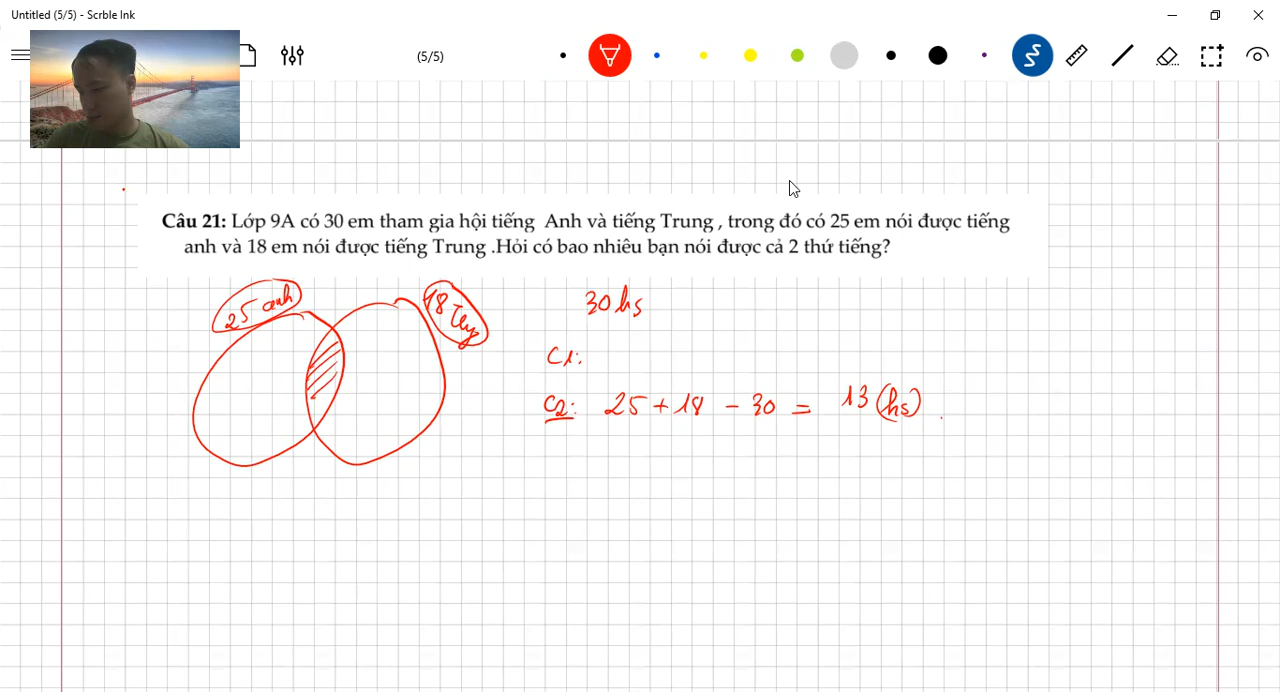 Untitled (5/5) - Scrble Ink
(5/5)
Câu 21: Lớp 9A có 30 em tham gia hội tiếng Anh và tiếng Trung , trong đó có 25 em nói được tiếng
anh và 18 em nói được tiếng Trung .Hỏi có bao nhiêu bạn nói được cả 2 thứ tiếng?
25 anh
18
30 hs
C1:
C2: 25 + 18 - 30 = 13 (hs)